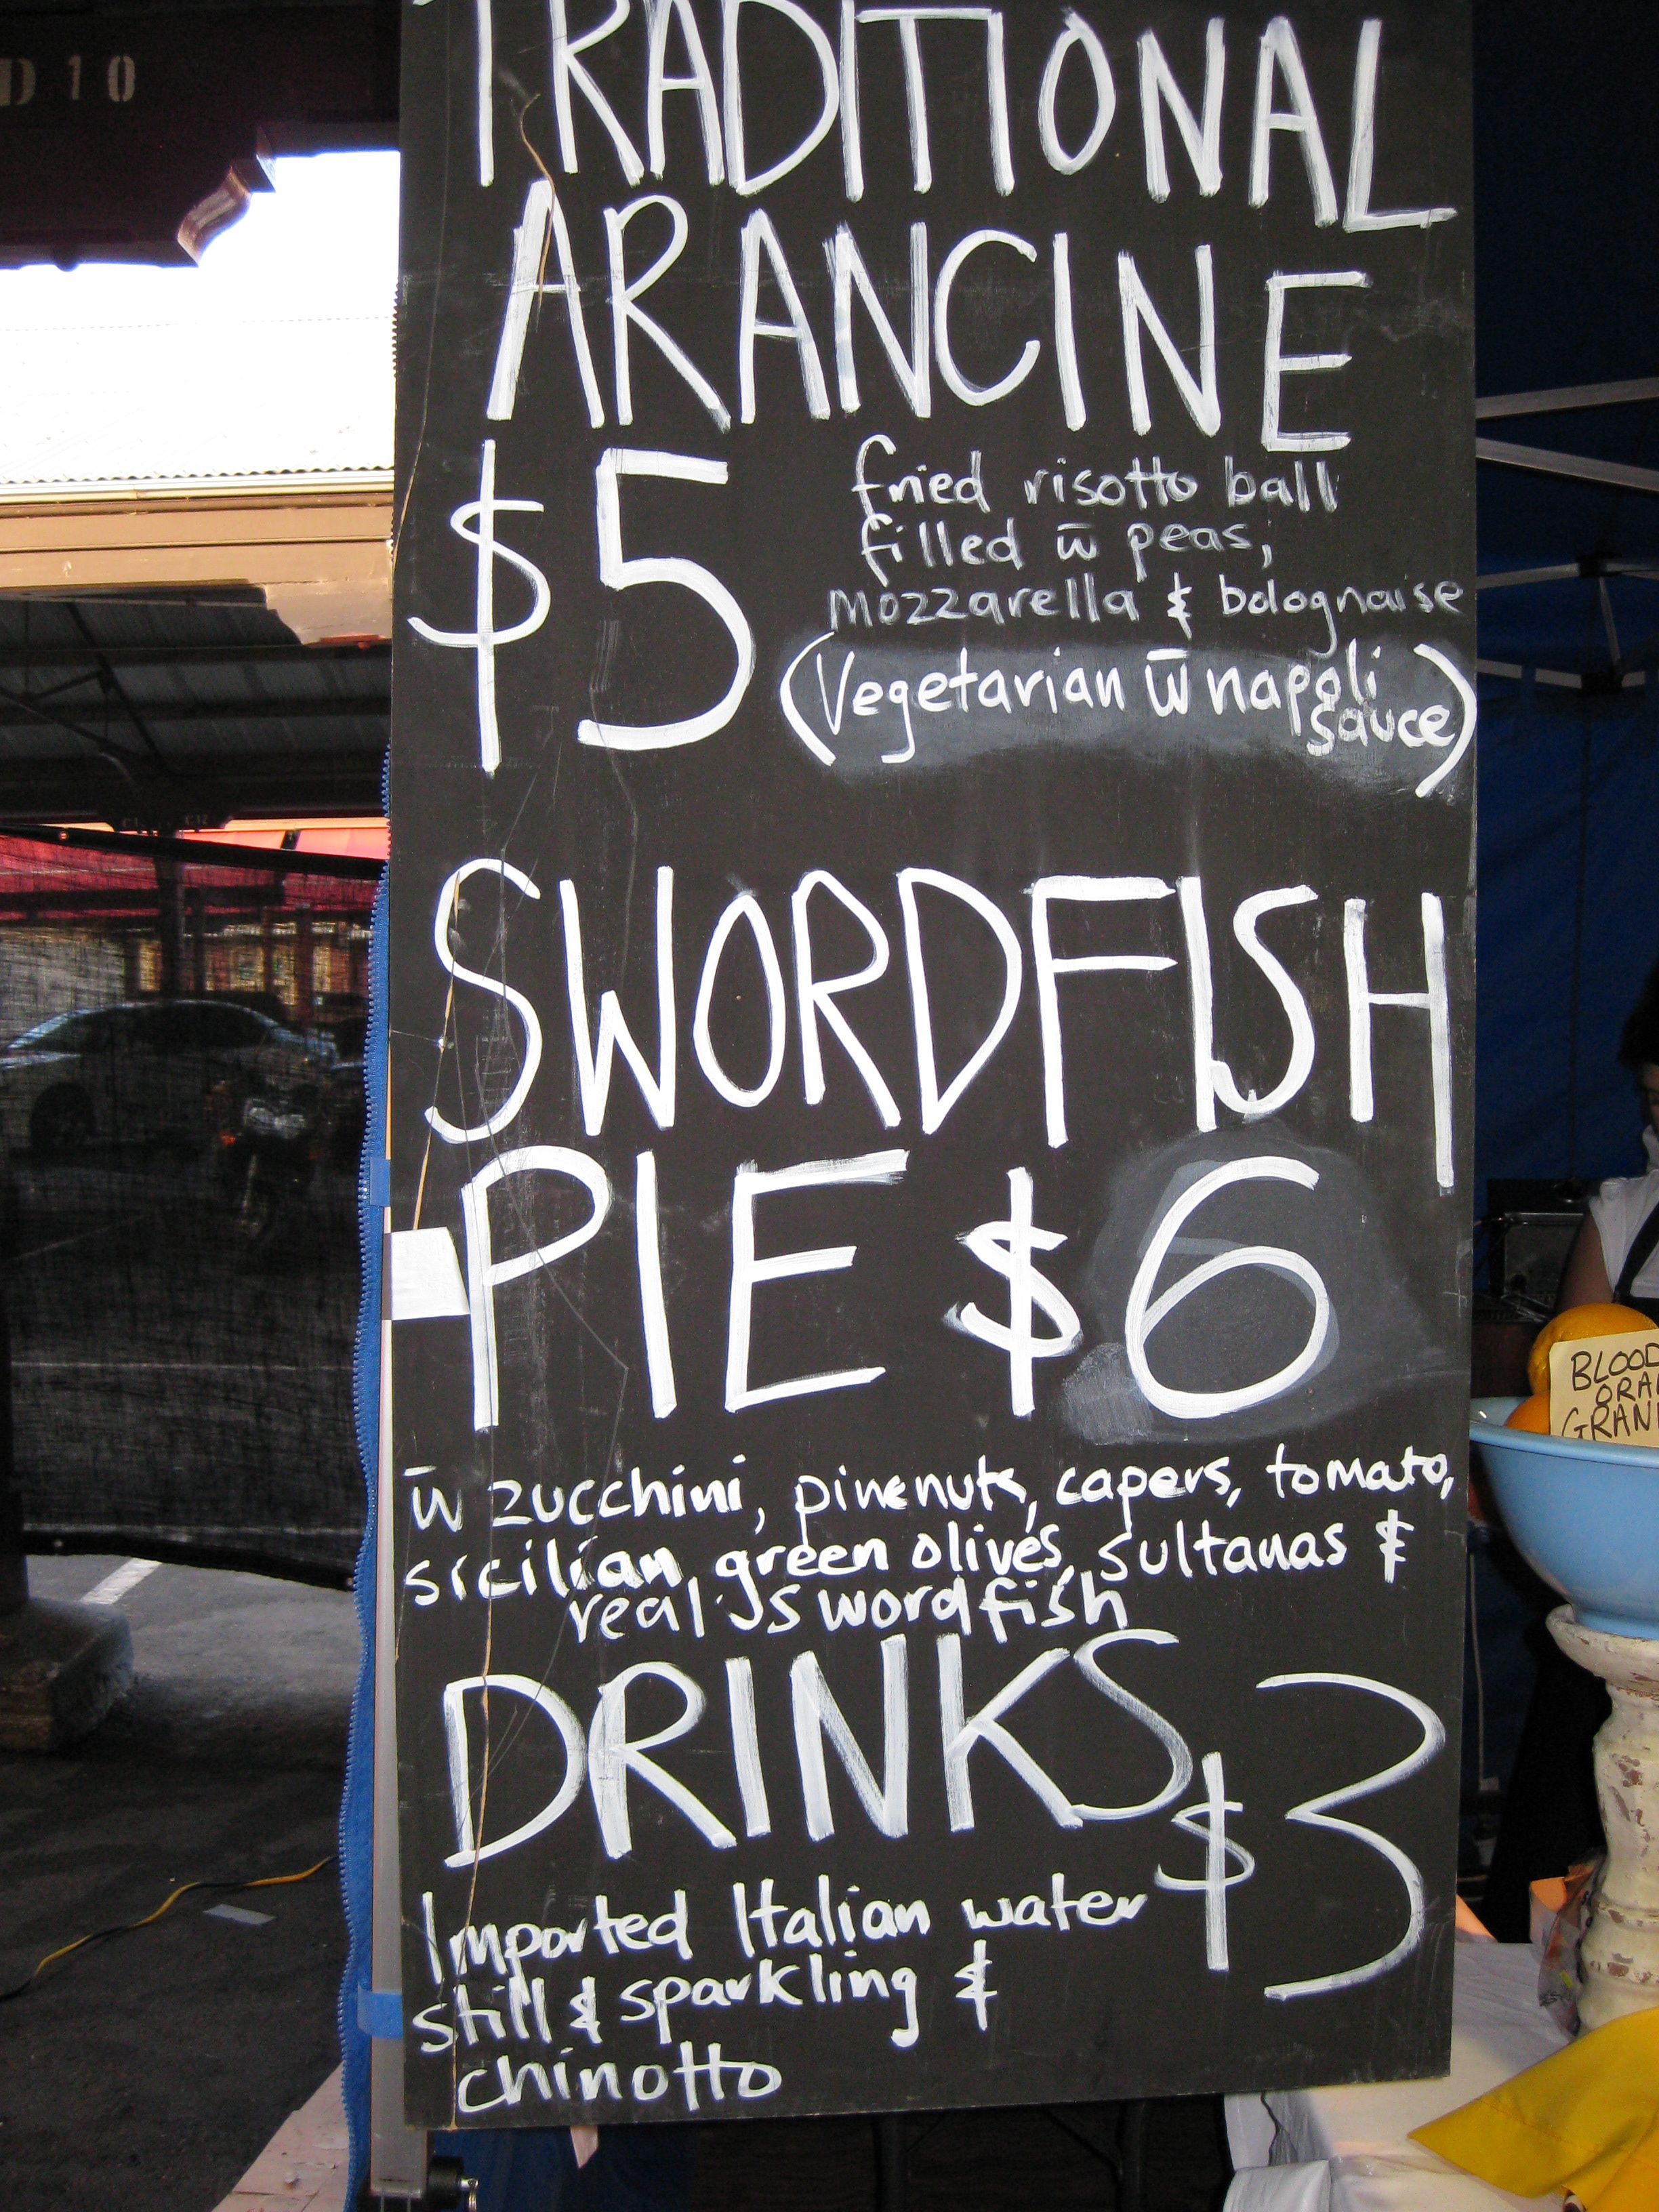 D10
TRADITIONAL
ARANCINE
$5
fried risotto ball
filled w̄ peas,
mozzarella & bolognaise
(Vegetarian w̄ napoli
sauce)
SWORDFISH
PIE $6
w̄ zucchini, pinenuts, capers, tomato,
sicilian green olives, sultanas &
real swordfish
DRINKS $3
Imported Italian water
still & sparkling &
chinotto
BLOOD
ORA
GRAN